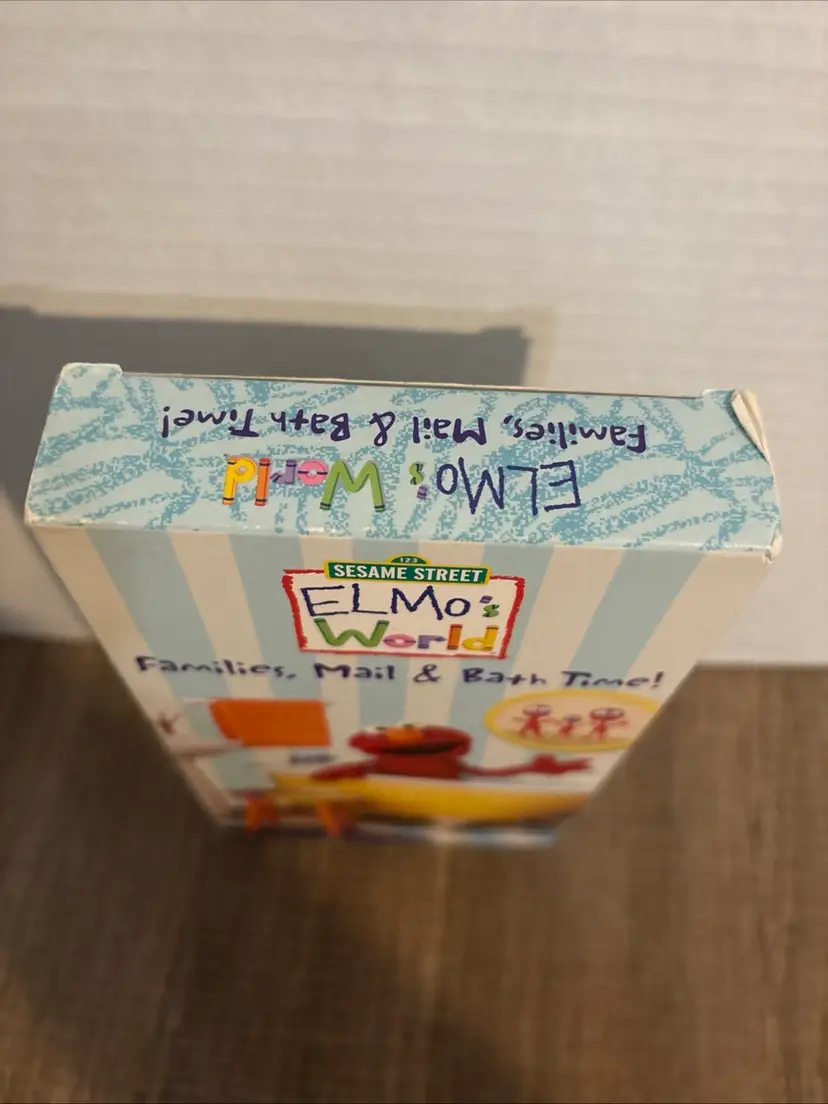 ELMO's World
Families, Mail & Bath Time!
123
SESAME STREET
ELMO's
World
Families, Mail & Bath Time!